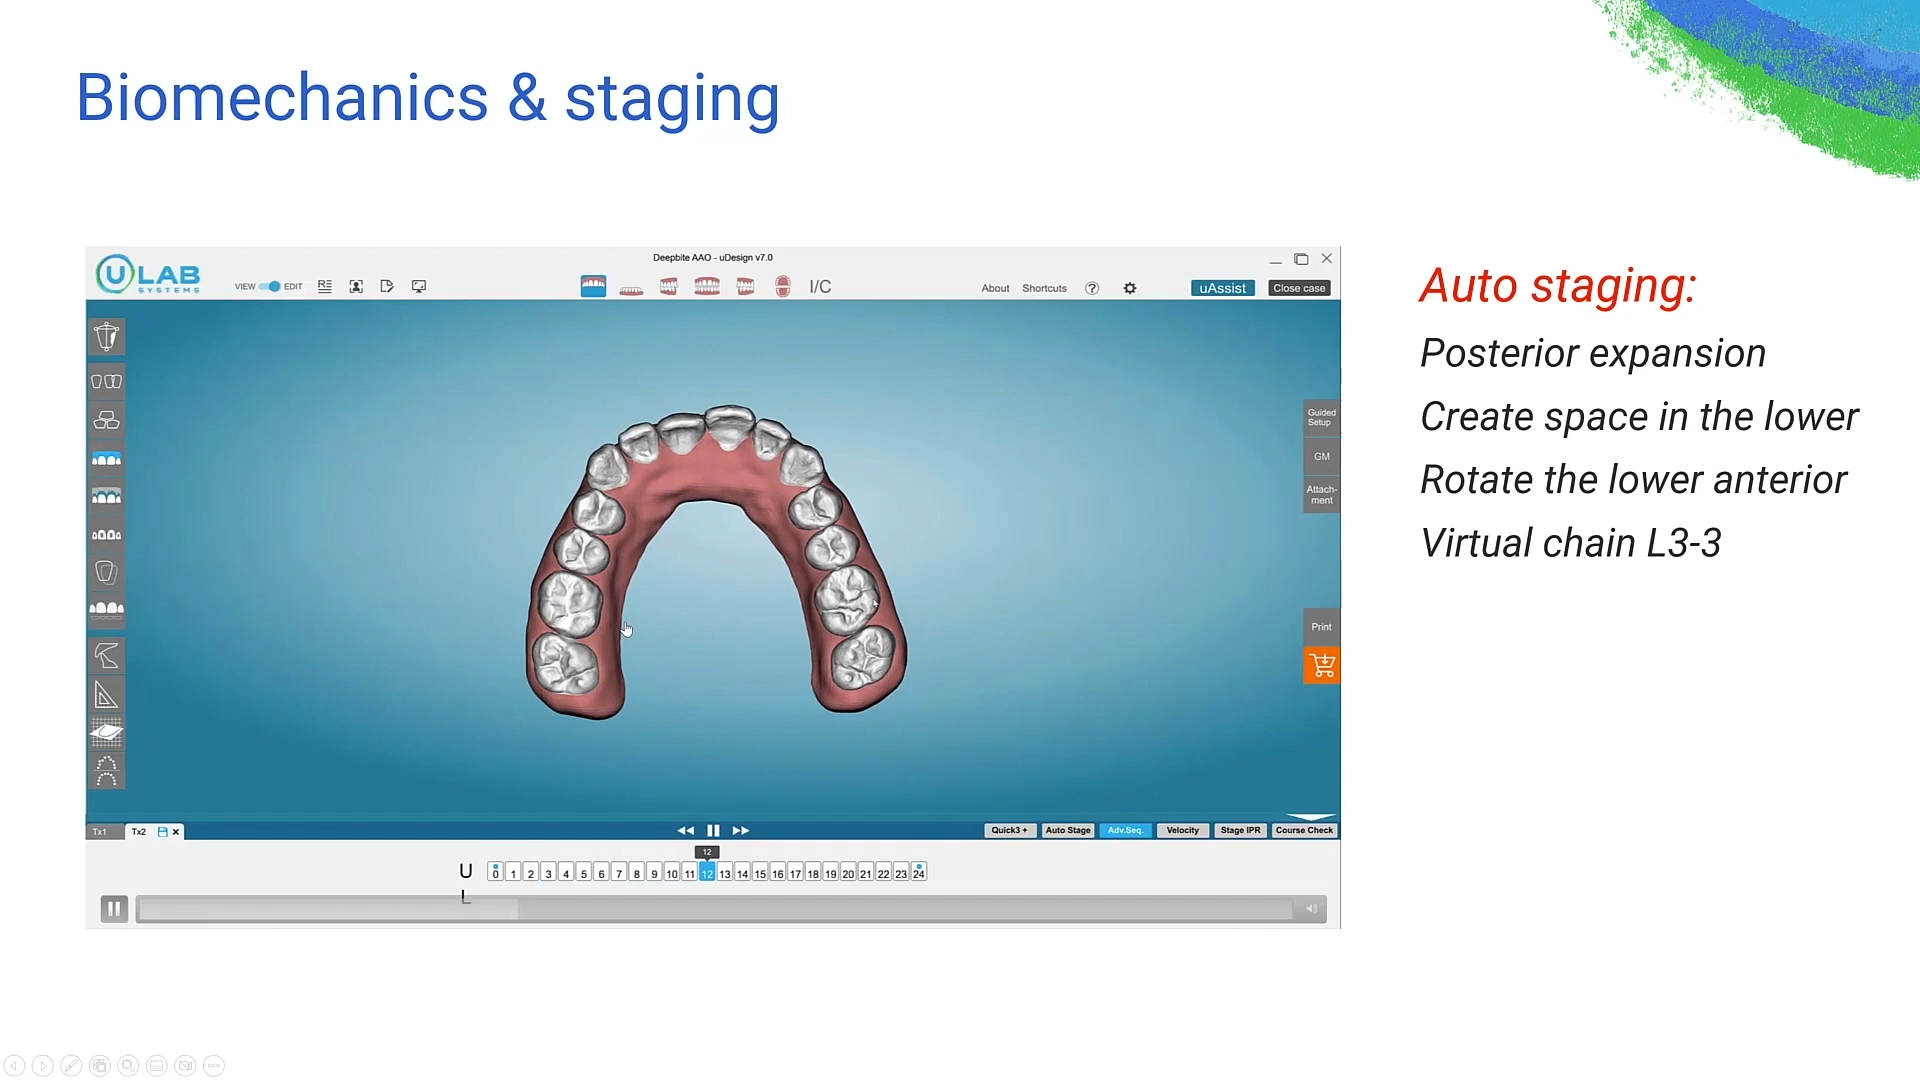 Biomechanics & staging
Deepbite AAO - uDesign v7.0
U LAB
SYSTEMS
VIEW EDIT
I/C
About Shortcuts ?
uAssist
Close case
Guided
Setup
GM
Attach-
ment
Print
Tx1
Tx2
Quick3 +
Auto Stage
Adv.Seq.
Velocity
Stage IPR
Course Check
12
U
0 1 2 3 4 5 6 7 8 9 10 11 12 13 14 15 16 17 18 19 20 21 22 23 24
L
Auto staging:
Posterior expansion
Create space in the lower
Rotate the lower anterior
Virtual chain L3-3